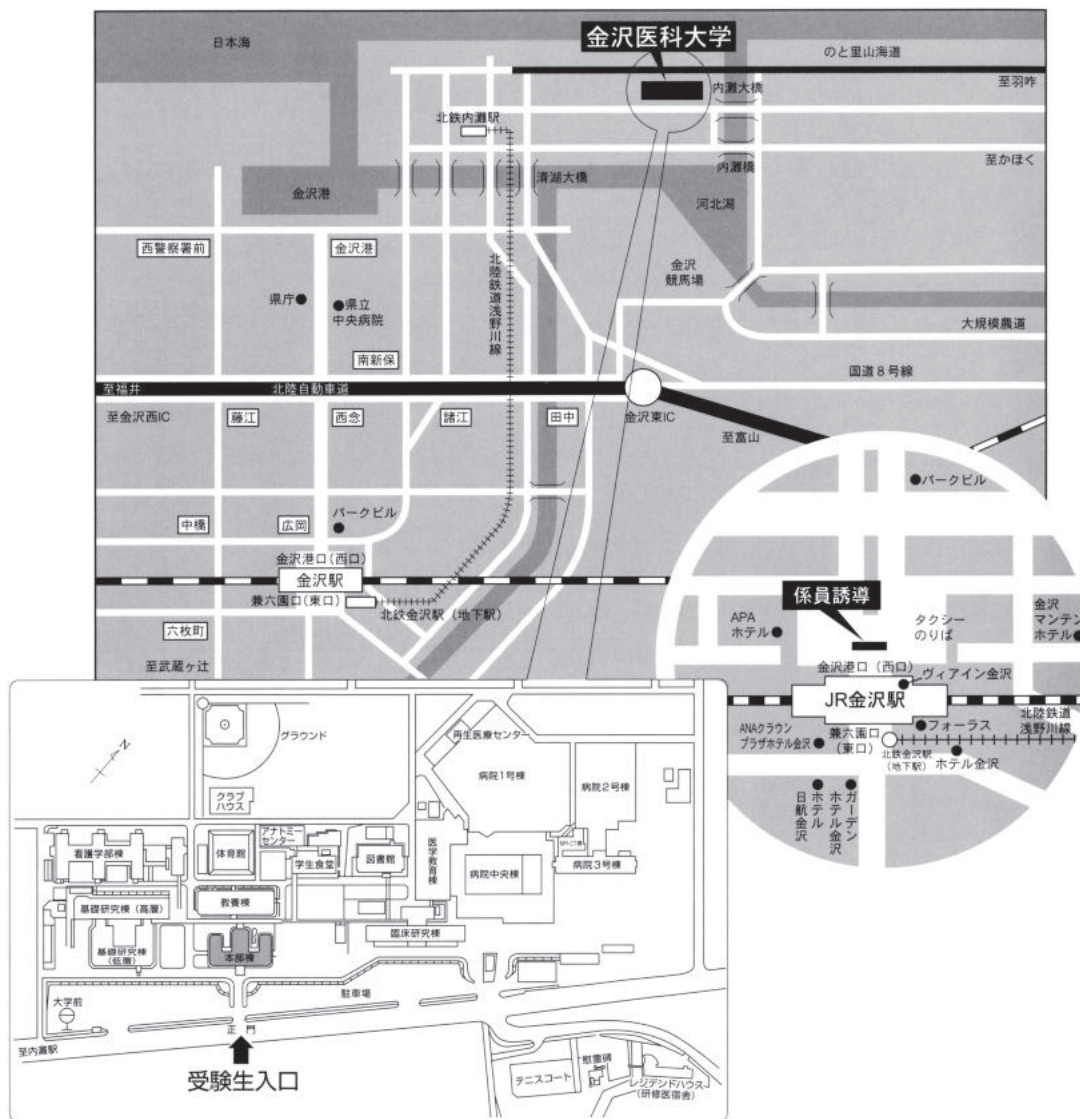 金沢医科大学
日本海
のと里山海道
至羽咋
内灘大橋
北鉄内灘駅
至かほく
内灘橋
清湖大橋
金沢港
河北潟
西警察署前
金沢港
北陸鉄道浅野川線
金沢
競馬場
県庁
県立
中央病院
大規模農道
南新保
国道8号線
至福井
北陸自動車道
至金沢西IC
藤江
西念
諸江
田中
金沢東IC
至富山
パークビル
中橋
広岡
パークビル
金沢港口(西口)
金沢駅
兼六園口(東口)
北鉄金沢駅(地下駅)
六枚町
至武蔵ヶ辻
係員誘導
APA
ホテル
タクシー
のりば
金沢
マンテン
ホテル
金沢港口(西口)
ヴィアイン金沢
JR金沢駅
北陸鉄道
浅野川線
ANAクラウン
プラザホテル金沢
兼六園口
(東口)
フォーラス
北鉄金沢駅
(地下駅)
ホテル金沢
ホテル
日航金沢
ガーデン
ホテル金沢
N
グラウンド
再生医療センター
病院1号棟
病院2号棟
クラブ
ハウス
アナトミー
センター
看護学部棟
体育館
学生食堂
図書館
医学教育棟
病院中央棟
病院3号棟
教養棟
基礎研究棟(高層)
臨床研究棟
基礎研究棟
(低層)
本部棟
駐車場
大学前
正門
至内灘駅
受験生入口
慰霊碑
テニスコート
レジデンドハウス
(研修医宿舎)